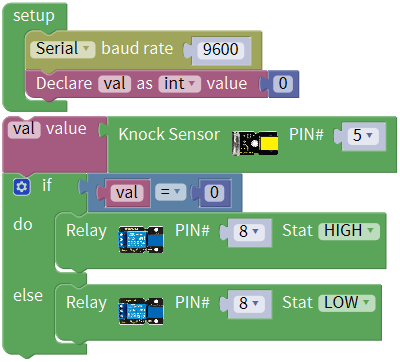 setup
Serial baud rate 9600
Declare val as int value 0
val value Knock Sensor PIN# 5
if val = 0
do Relay PIN# 8 Stat HIGH
else Relay PIN# 8 Stat LOW